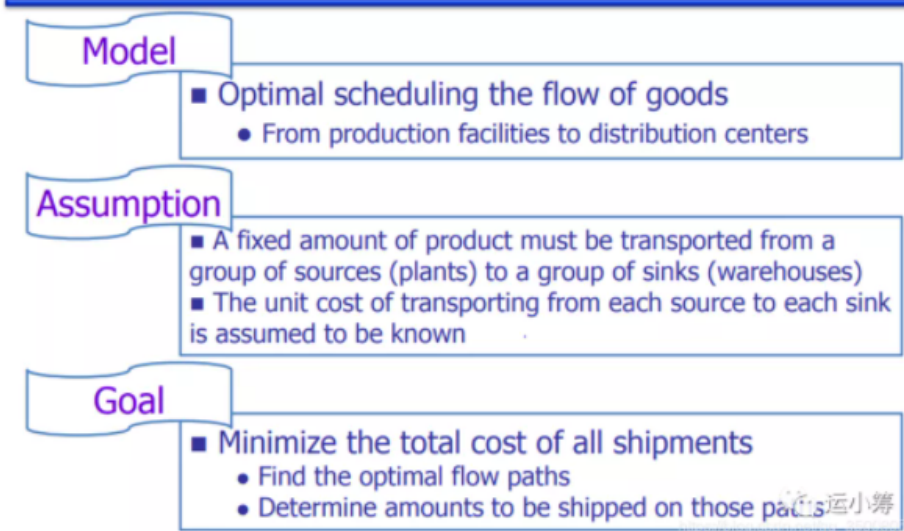 Model
■ Optimal scheduling the flow of goods
● From production facilities to distribution centers
Assumption
■ A fixed amount of product must be transported from a
group of sources (plants) to a group of sinks (warehouses)
■ The unit cost of transporting from each source to each sink
is assumed to be known
Goal
■ Minimize the total cost of all shipments
● Find the optimal flow paths
● Determine amounts to be shipped on those paths
运小筹